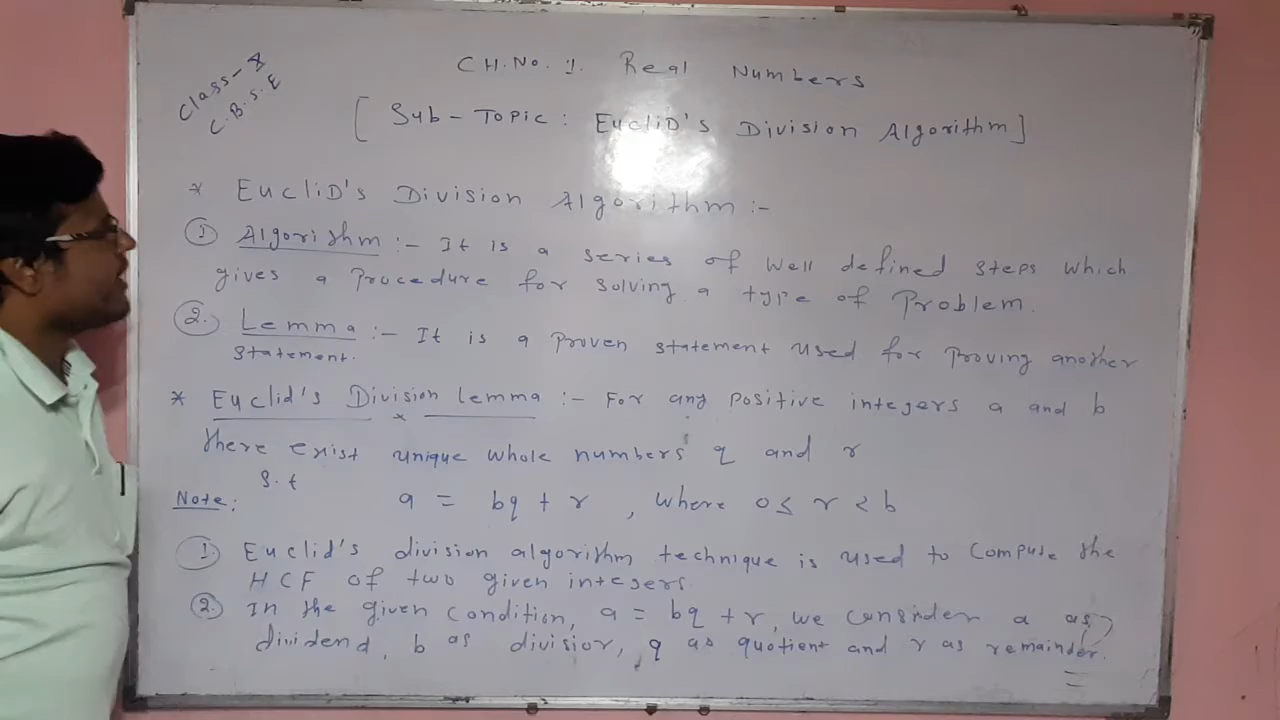 Class-X
C.B.S.E
CH.No. 1. Real Numbers
[ Sub-Topic: EucliD's Division Algorithm]
* EucliD's Division Algorithm:-
① Algorithm :- It is a series of well defined steps which
gives a Procedure for solving a type of Problem.
②. Lemma :- It is a Proven statement used for Proving another
statement.
* Euclid's Division lemma :- For any positive integers a and b
there exist unique whole numbers q and r
s.t
a = bq + r , where 0 ≤ r < b
Note:
① Euclid's division algorithm technique is used to compute the
HCF of two given integers.
②. In the given condition, a = bq + r, we consider a as
dividend, b as divisior, q as quotient and r as remainder.